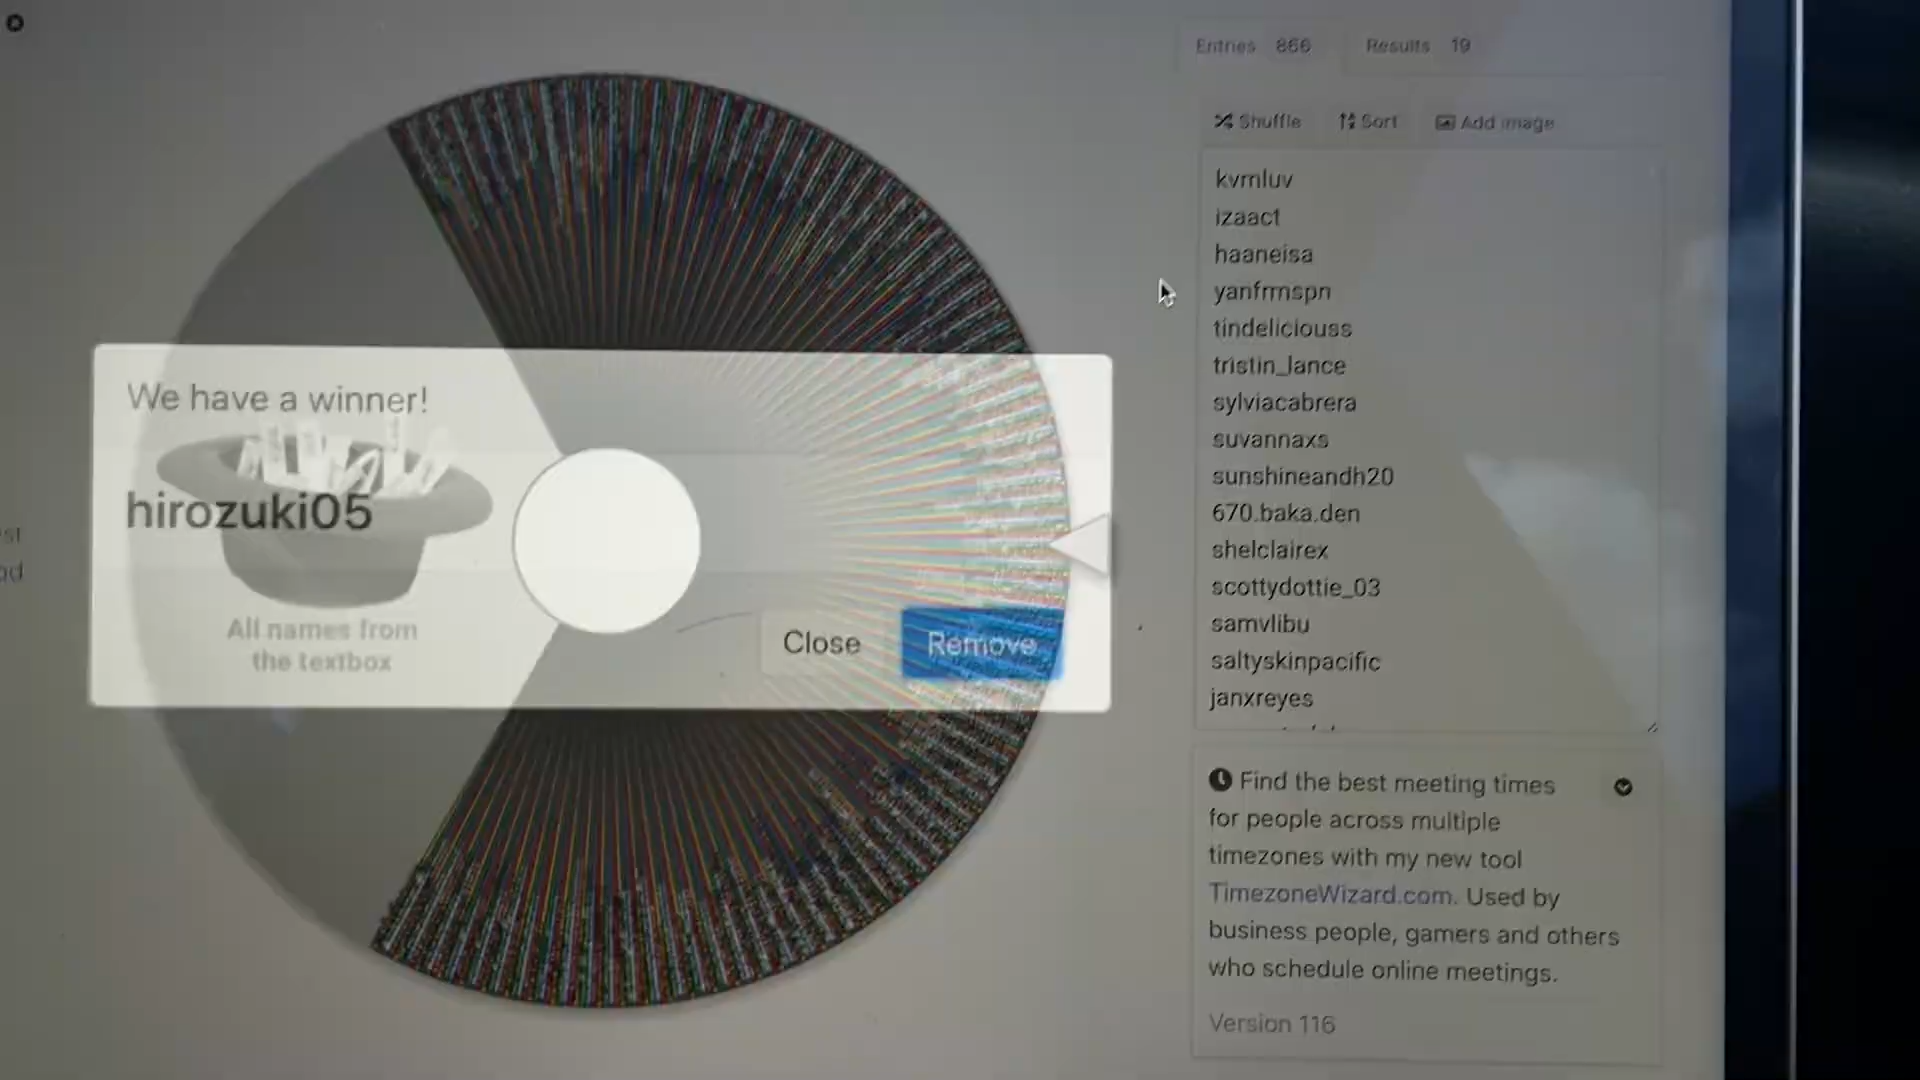 Entries 866 Results 19
Shuffle Sort Add image
kvmluv
izaact
haaneisa
yanfrmspn
tindeliciouss
tristin_lance
sylviacabrera
suvannaxs
sunshineandh20
670.baka.den
shelclairex
scottydottie_03
samvlibu
saltyskinpacific
janxreyes
We have a winner!
hirozuki05
All names from
the textbox
Close Remove
Find the best meeting times
for people across multiple
timezones with my new tool
TimezoneWizard.com. Used by
business people, gamers and others
who schedule online meetings.
Version 116